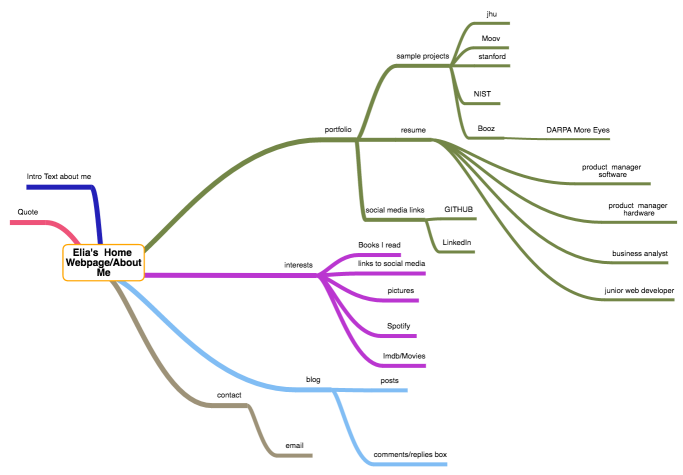 jhu
Moov
sample projects
stanford
NIST
Booz
DARPA More Eyes
portfolio
resume
product manager
software
Intro Text about me
product manager
hardware
social media links
GITHUB
Quote
LinkedIn
Elia's Home
Webpage/About
Me
Books I read
business analyst
interests
links to social media
pictures
junior web developer
Spotify
Imdb/Movies
blog
posts
contact
email
comments/replies box